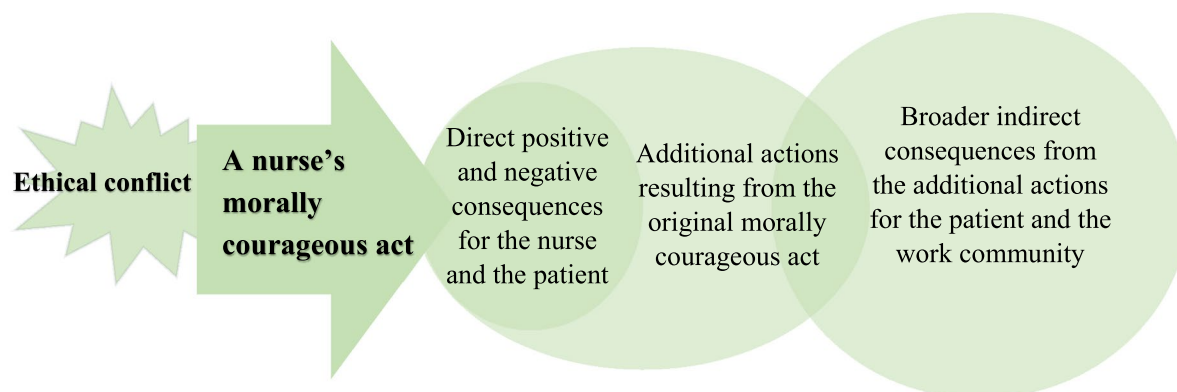 Ethical conflict
A nurse's
morally
courageous act
Direct positive
and negative
consequences
for the nurse
and the patient
Additional actions
resulting from the
original morally
courageous act
Broader indirect
consequences from
the additional actions
for the patient and the
work community